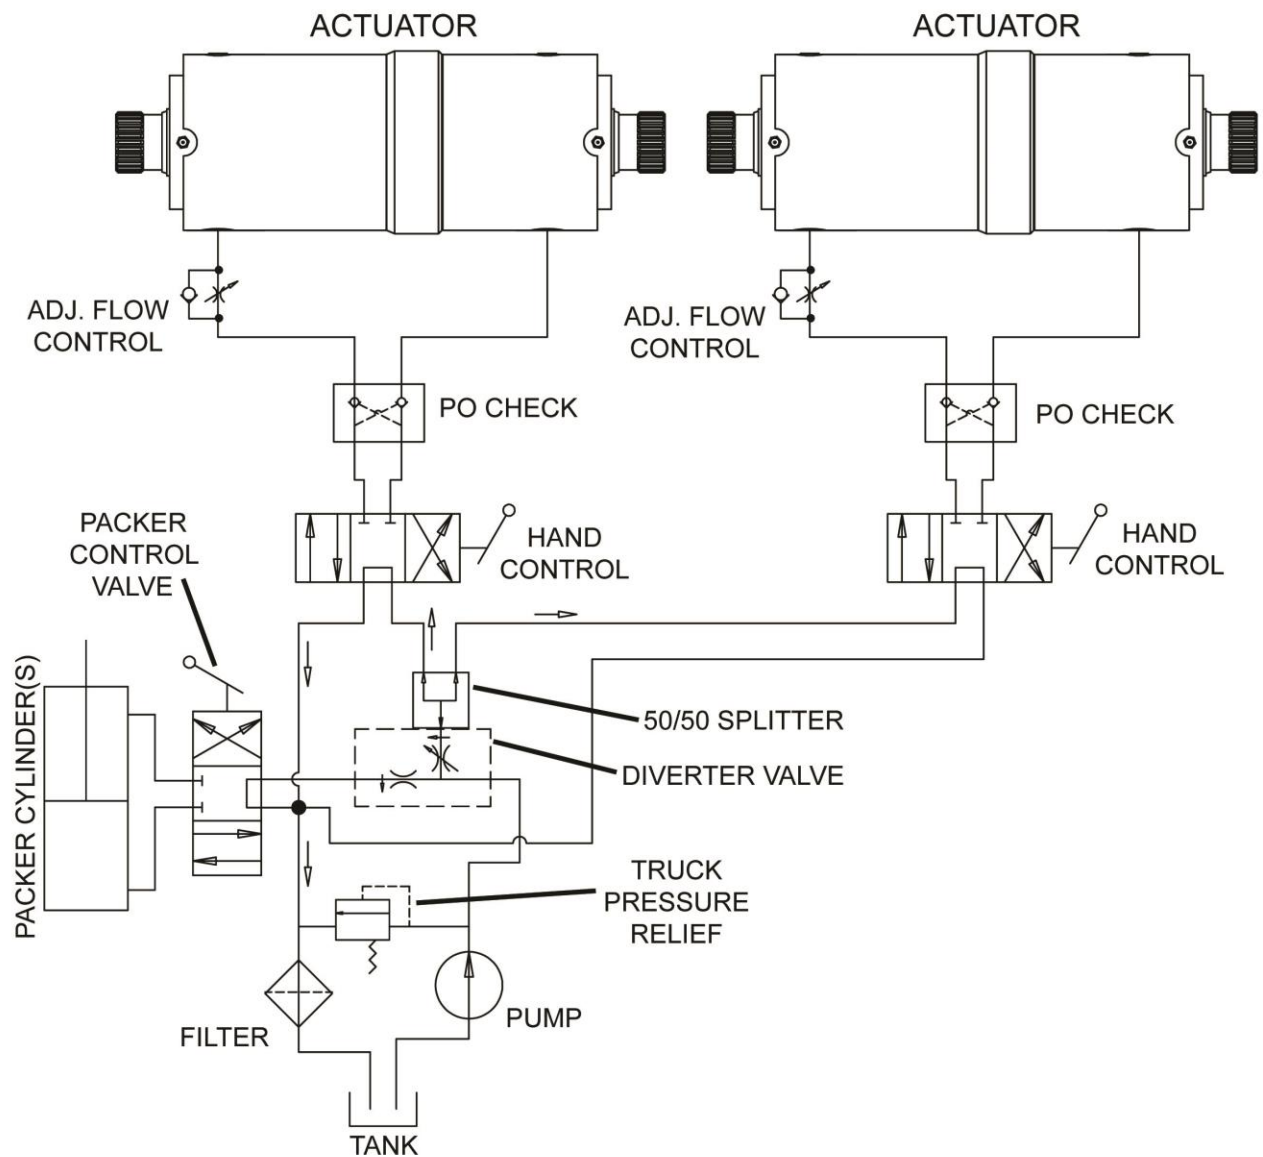 ACTUATOR
ACTUATOR
ADJ. FLOW
CONTROL
ADJ. FLOW
CONTROL
PO CHECK
PO CHECK
PACKER
CONTROL
VALVE
HAND
CONTROL
HAND
CONTROL
PACKER CYLINDER(S)
50/50 SPLITTER
DIVERTER VALVE
TRUCK
PRESSURE
RELIEF
FILTER
PUMP
TANK